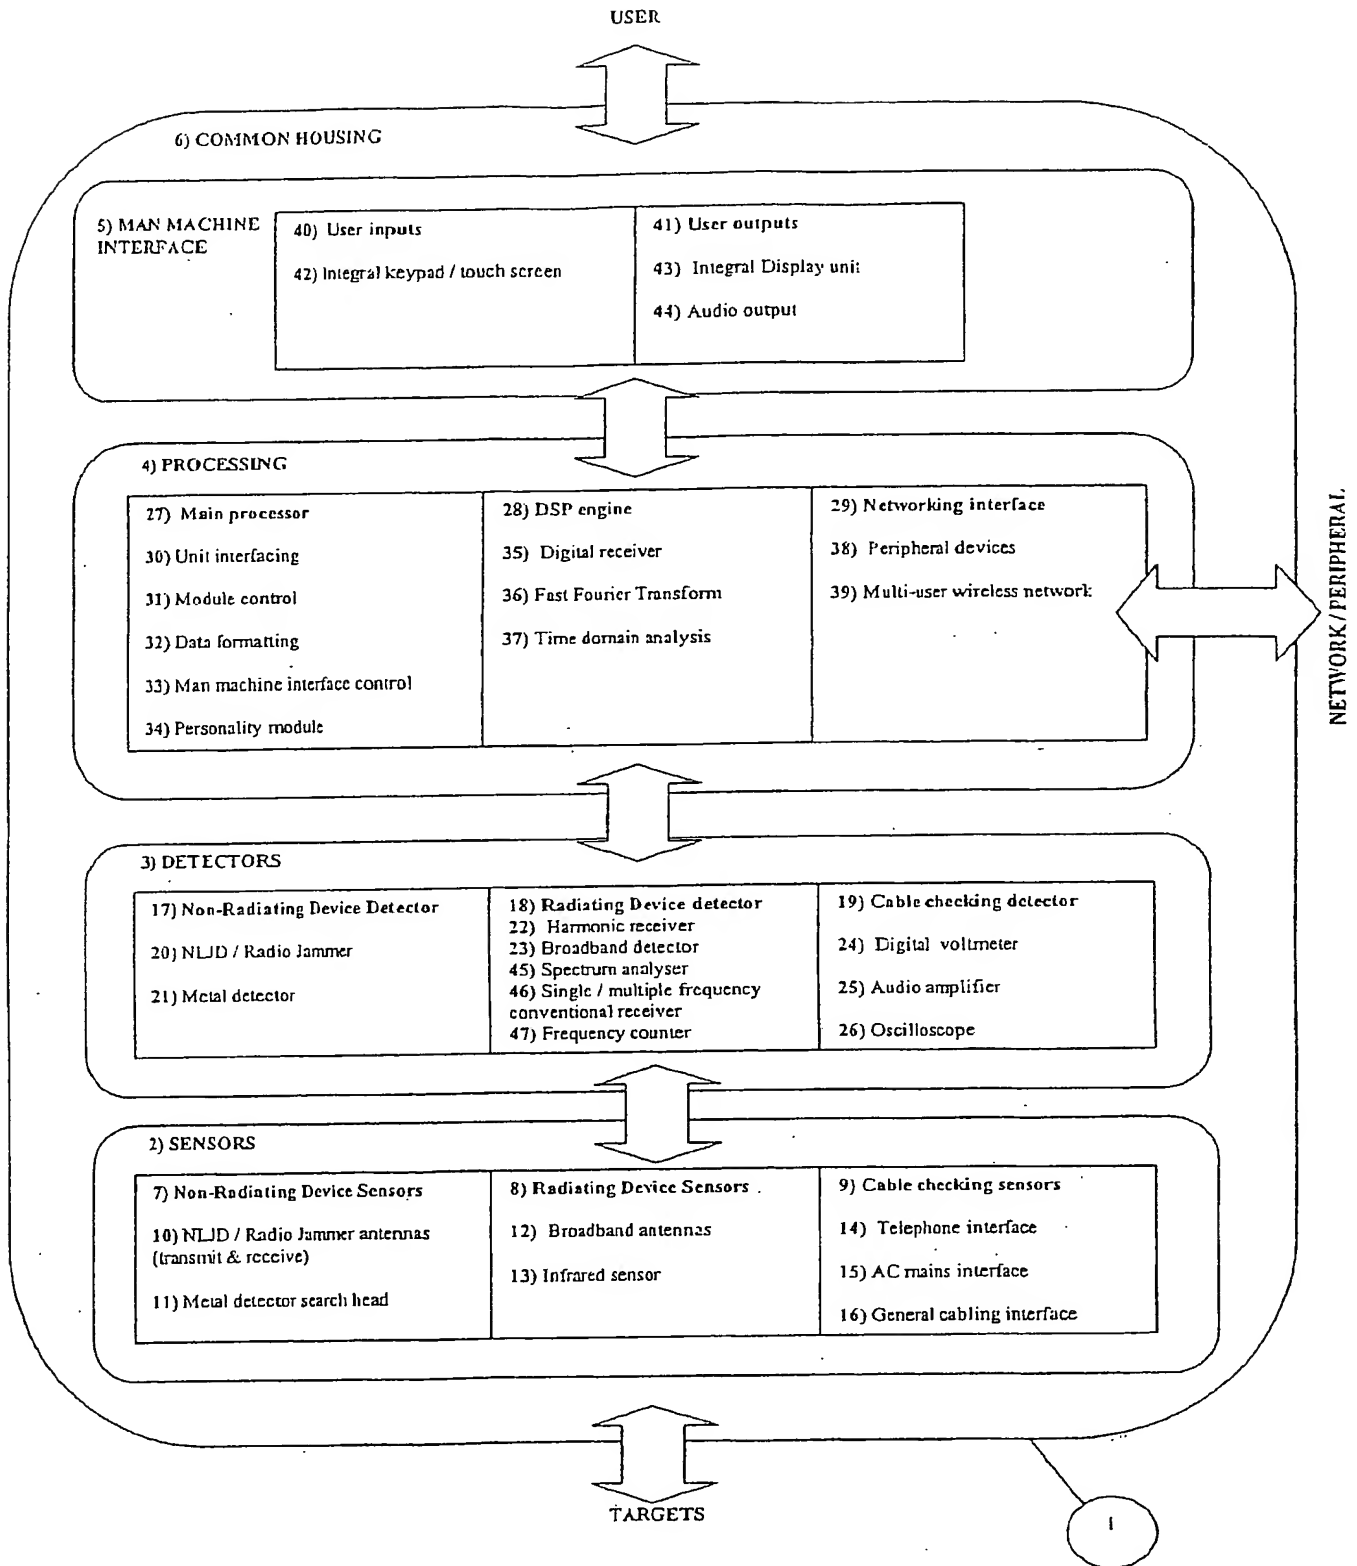 USER
6) COMMON HOUSING
5) MAN MACHINE
INTERFACE
40) User inputs
42) Integral keypad / touch screen
41) User outputs
43) Integral Display unit
44) Audio output
4) PROCESSING
27) Main processor
30) Unit interfacing
31) Module control
32) Data formatting
33) Man machine interface control
34) Personality module
28) DSP engine
35) Digital receiver
36) Fast Fourier Transform
37) Time domain analysis
29) Networking interface
38) Peripheral devices
39) Multi-user wireless network
NETWORK / PERIPHERAL
3) DETECTORS
17) Non-Radiating Device Detector
20) NLJD / Radio Jammer
21) Metal detector
18) Radiating Device detector
22) Harmonic receiver
23) Broadband detector
45) Spectrum analyser
46) Single / multiple frequency
conventional receiver
47) Frequency counter
19) Cable checking detector
24) Digital voltmeter
25) Audio amplifier
26) Oscilloscope
2) SENSORS
7) Non-Radiating Device Sensors
10) NLJD / Radio Jammer antennas
(transmit & receive)
11) Metal detector search head
8) Radiating Device Sensors
12) Broadband antennas
13) Infrared sensor
9) Cable checking sensors
14) Telephone interface
15) AC mains interface
16) General cabling interface
TARGETS
1